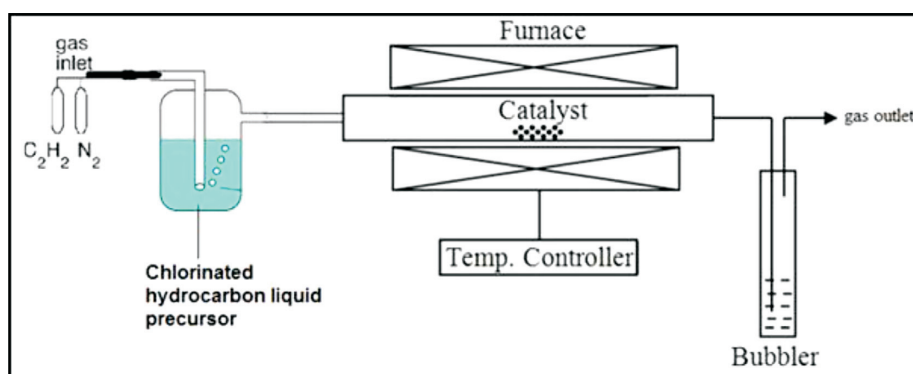 gas
inlet
C2H2 N2
Chlorinated
hydrocarbon liquid
precursor
Furnace
Catalyst
Temp. Controller
gas outlet
Bubbler